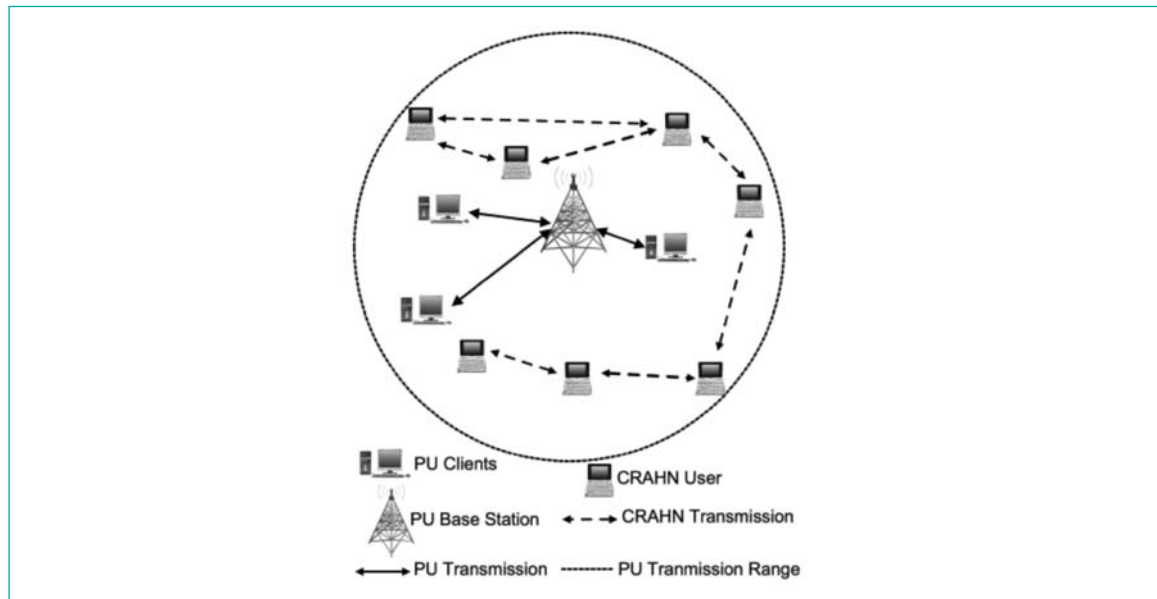 PU Clients
CRAHN User
PU Base Station
CRAHN Transmission
PU Transmission
PU Tranmission Range